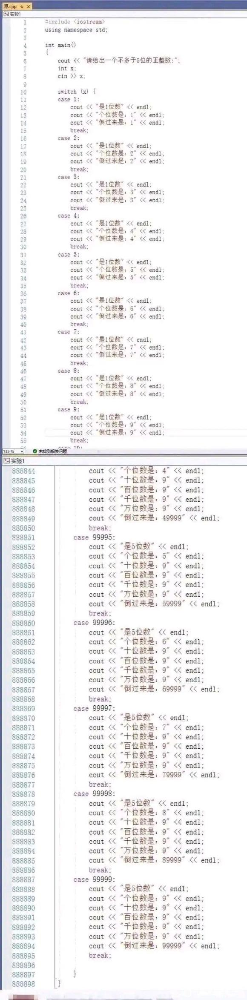 源.cpp
实验1
1 #include <iostream>
2 using namespace std;
3
4 int main()
5 {
6 cout << "请给出一个不多于5位的正整数:";
7 int x;
8 cin >> x;
9
10 switch (x) {
11 case 1:
12 cout << "是1位数" << endl;
13 cout << "个位数是：1" << endl;
14 cout << "倒过来是：1" << endl;
15 break;
16 case 2:
17 cout << "是1位数" << endl;
18 cout << "个位数是：2" << endl;
19 cout << "倒过来是：2" << endl;
20 break;
21 case 3:
22 cout << "是1位数" << endl;
23 cout << "个位数是：3" << endl;
24 cout << "倒过来是：3" << endl;
25 break;
26 case 4:
27 cout << "是1位数" << endl;
28 cout << "个位数是：4" << endl;
29 cout << "倒过来是：4" << endl;
30 break;
31 case 5:
32 cout << "是1位数" << endl;
33 cout << "个位数是：5" << endl;
34 cout << "倒过来是：5" << endl;
35 break;
36 case 6:
37 cout << "是1位数" << endl;
38 cout << "个位数是：6" << endl;
39 cout << "倒过来是：6" << endl;
40 break;
41 case 7:
42 cout << "是1位数" << endl;
43 cout << "个位数是：7" << endl;
44 cout << "倒过来是：7" << endl;
45 break;
46 case 8:
47 cout << "是1位数" << endl;
48 cout << "个位数是：8" << endl;
49 cout << "倒过来是：8" << endl;
50 break;
51 case 9:
52 cout << "是1位数" << endl;
53 cout << "个位数是：9" << endl;
54 cout << "倒过来是：9" << endl;
55 break;
56 case 10:
133 % 未找到相关问题
实验1
888844 cout << "个位数是：4" << endl;
888845 cout << "十位数是：9" << endl;
888846 cout << "百位数是：9" << endl;
888847 cout << "千位数是：9" << endl;
888848 cout << "万位数是：9" << endl;
888849 cout << "倒过来是：49999" << endl;
888850 break;
888851 case 99995:
888852 cout << "是5位数" << endl;
888853 cout << "个位数是：5" << endl;
888854 cout << "十位数是：9" << endl;
888855 cout << "百位数是：9" << endl;
888856 cout << "千位数是：9" << endl;
888857 cout << "万位数是：9" << endl;
888858 cout << "倒过来是：59999" << endl;
888859 break;
888860 case 99996:
888861 cout << "是5位数" << endl;
888862 cout << "个位数是：6" << endl;
888863 cout << "十位数是：9" << endl;
888864 cout << "百位数是：9" << endl;
888865 cout << "千位数是：9" << endl;
888866 cout << "万位数是：9" << endl;
888867 cout << "倒过来是：69999" << endl;
888868 break;
888869 case 99997:
888870 cout << "是5位数" << endl;
888871 cout << "个位数是：7" << endl;
888872 cout << "十位数是：9" << endl;
888873 cout << "百位数是：9" << endl;
888874 cout << "千位数是：9" << endl;
888875 cout << "万位数是：9" << endl;
888876 cout << "倒过来是：79999" << endl;
888877 break;
888878 case 99998:
888879 cout << "是5位数" << endl;
888880 cout << "个位数是：8" << endl;
888881 cout << "十位数是：9" << endl;
888882 cout << "百位数是：9" << endl;
888883 cout << "千位数是：9" << endl;
888884 cout << "万位数是：9" << endl;
888885 cout << "倒过来是：89999" << endl;
888886 break;
888887 case 99999:
888888 cout << "是5位数" << endl;
888889 cout << "个位数是：9" << endl;
888890 cout << "十位数是：9" << endl;
888891 cout << "百位数是：9" << endl;
888892 cout << "千位数是：9" << endl;
888893 cout << "万位数是：9" << endl;
888894 cout << "倒过来是：99999" << endl;
888895 break;
888896
888897 }
888898 }